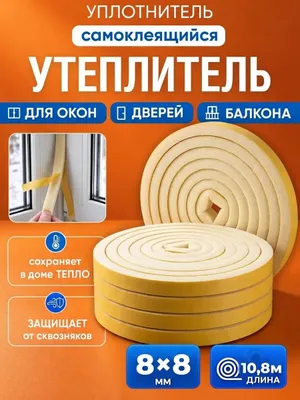 УПЛОТНИТЕЛЬ
самоклеящийся
УТЕПЛИТЕЛЬ
ДЛЯ ОКОН
ДВЕРЕЙ
БАЛКОНА
сохраняет
в доме ТЕПЛО
ЗАЩИЩАЕТ
от сквозняков
8×8
мм
10,8м
ДЛИНА